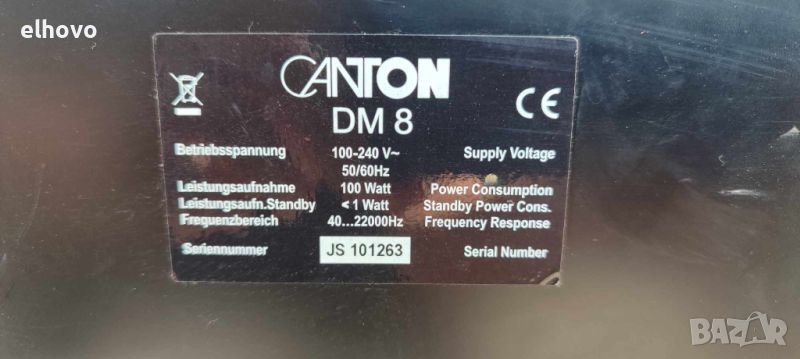 elhovo
CANTON
DM 8
CE
Betriebsspannung 100-240 V~ Supply Voltage
50/60Hz
Leistungsaufnahme 100 Watt Power Consumption
Leistungsaufn.Standby < 1 Watt Standby Power Cons.
Frequenzbereich 40...22000Hz Frequency Response
Seriennummer JS 101263 Serial Number
BAZAR